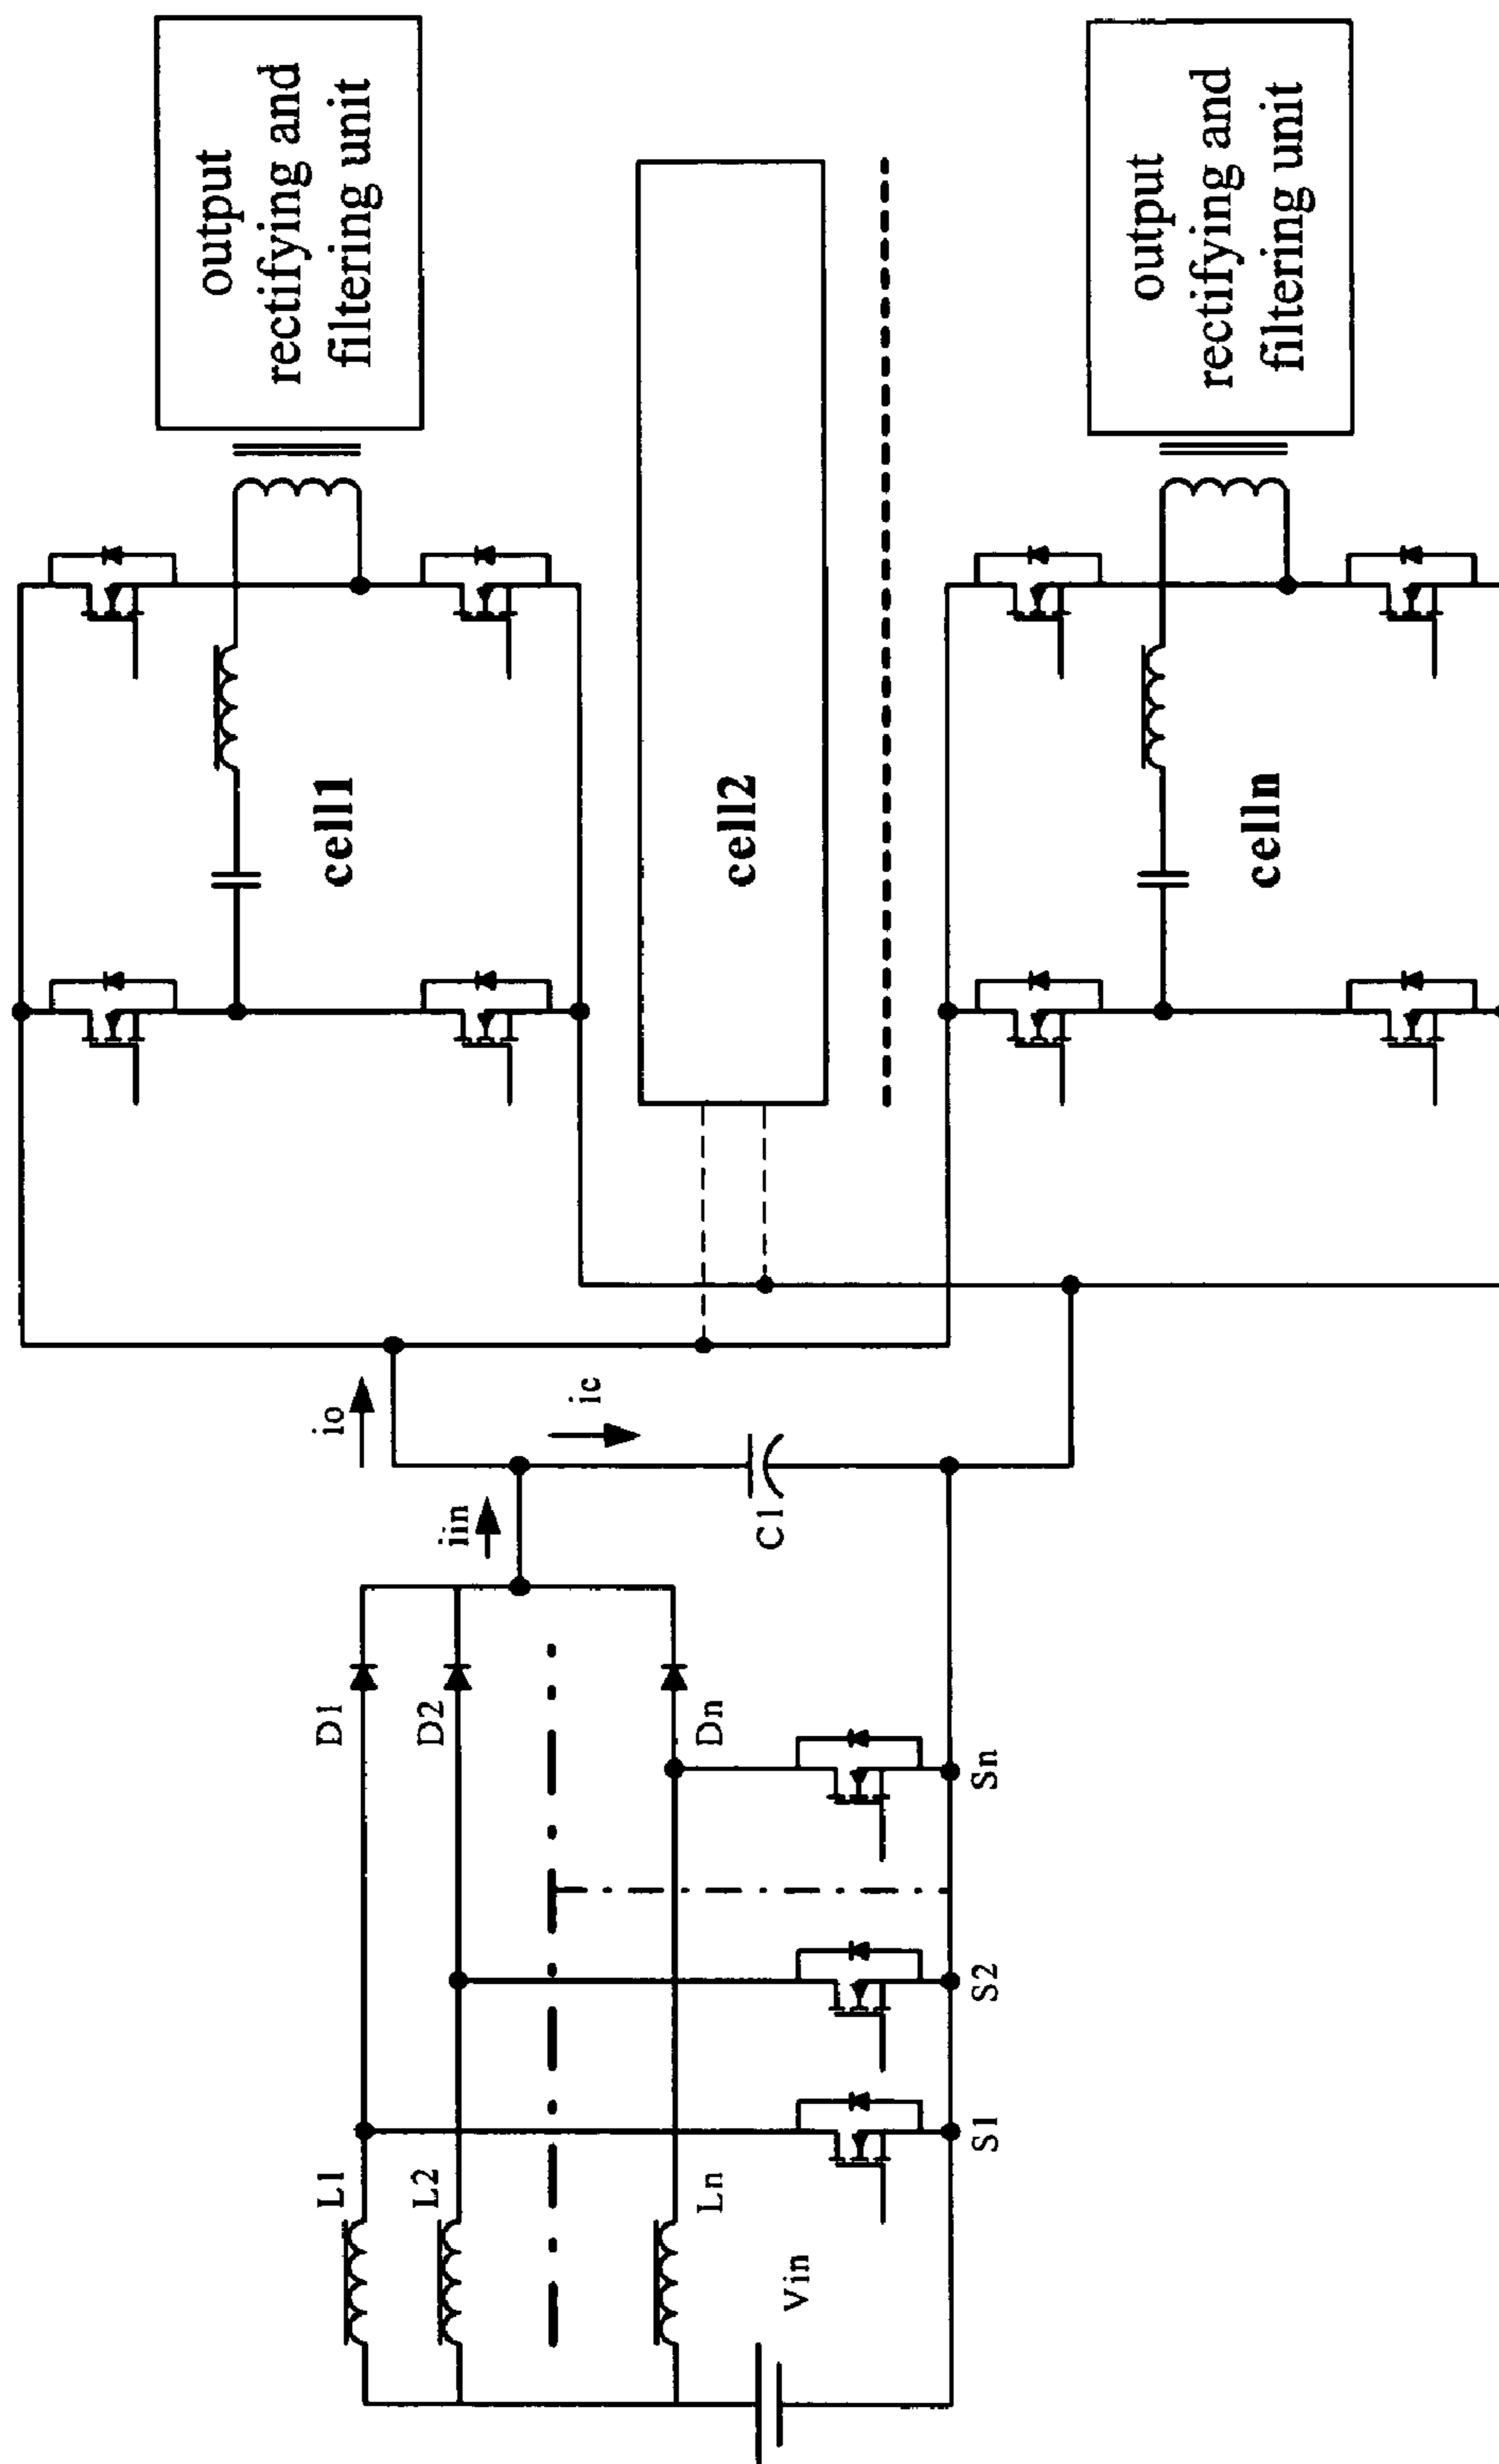 L1
L2
Ln
Vin
S1
S2
Sn
D1
D2
Dn
iin
io
ic
C1
cell1
cell2
celln
output
rectifying and
filtering unit
output
rectifying and
filtering unit